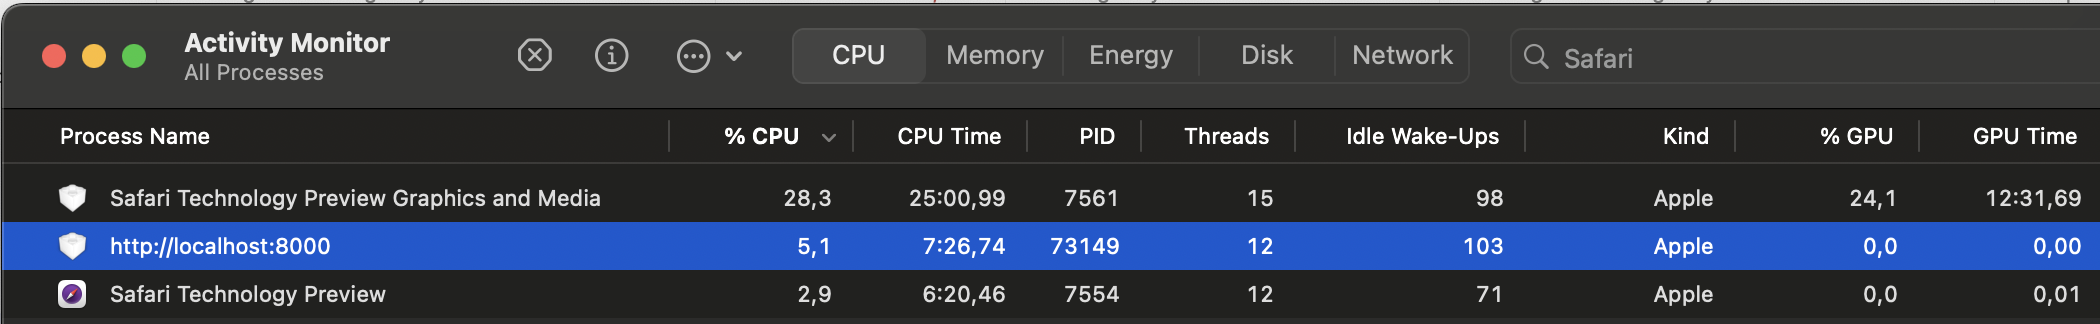 Activity Monitor
All Processes
CPU Memory Energy Disk Network Safari
Process Name % CPU CPU Time PID Threads Idle Wake-Ups Kind % GPU GPU Time
Safari Technology Preview Graphics and Media 28,3 25:00,99 7561 15 98 Apple 24,1 12:31,69
http://localhost:8000 5,1 7:26,74 73149 12 103 Apple 0,0 0,00
Safari Technology Preview 2,9 6:20,46 7554 12 71 Apple 0,0 0,01